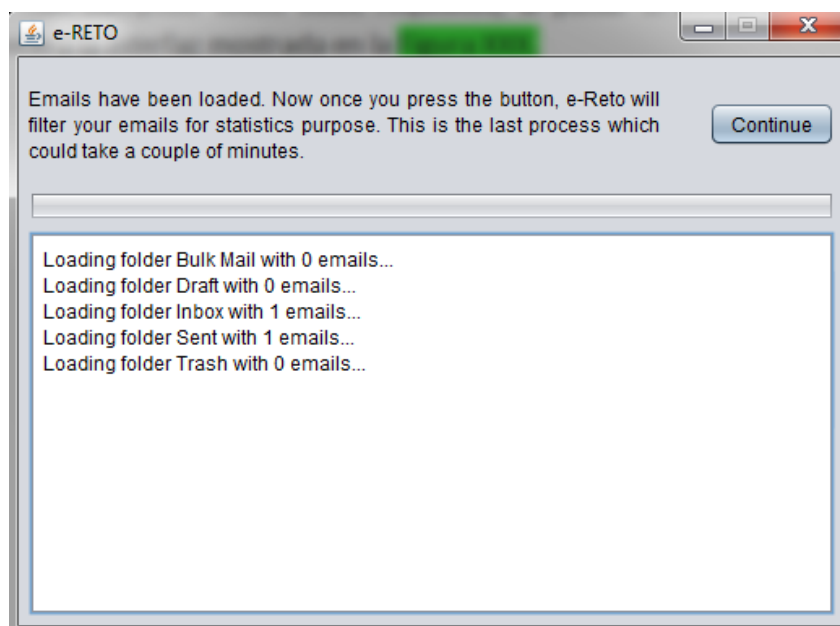 e-RETO
Emails have been loaded. Now once you press the button, e-Reto will
filter your emails for statistics purpose. This is the last process which
could take a couple of minutes.
Continue
Loading folder Bulk Mail with 0 emails...
Loading folder Draft with 0 emails...
Loading folder Inbox with 1 emails...
Loading folder Sent with 1 emails...
Loading folder Trash with 0 emails...